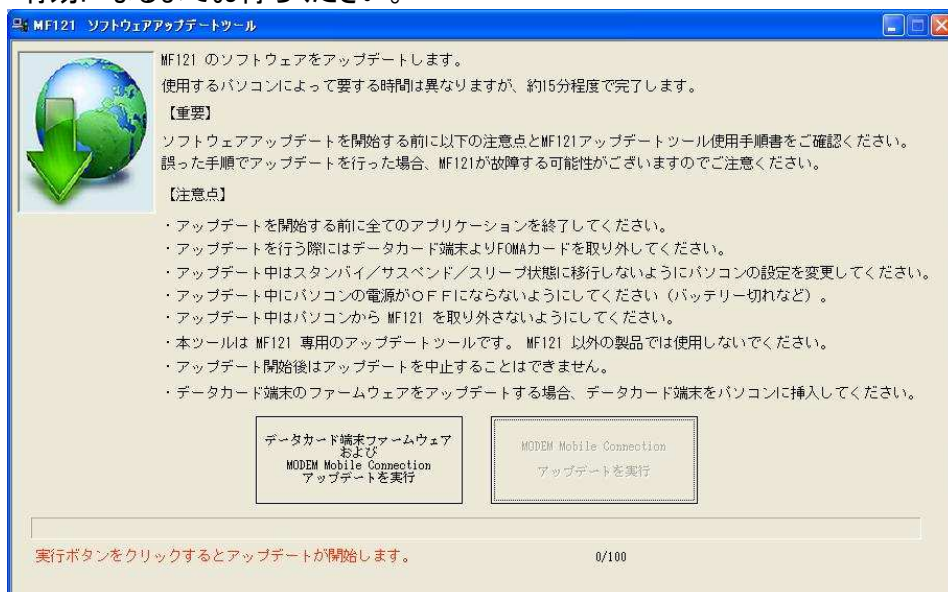 有効になるまでお待ちください。
MF121 ソフトウェアアップデートツール
MF121 のソフトウェアをアップデートします。
使用するパソコンによって要する時間は異なりますが、約15分程度で完了します。
【重要】
ソフトウェアアップデートを開始する前に以下の注意点とMF121アップデートツール使用手順書をご確認ください。
誤った手順でアップデートを行った場合、MF121が故障する可能性がございますのでご注意ください。
【注意点】
・アップデートを開始する前に全てのアプリケーションを終了してください。
・アップデートを行う際にはデータカード端末よりFOMAカードを取り外してください。
・アップデート中はスタンバイ／サスペンド／スリープ状態に移行しないようにパソコンの設定を変更してください。
・アップデート中にパソコンの電源がＯＦＦにならないようにしてください（バッテリー切れなど）。
・アップデート中はパソコンから MF121 を取り外さないようにしてください。
・本ツールは MF121 専用のアップデートツールです。 MF121 以外の製品では使用しないでください。
・アップデート開始後はアップデートを中止することはできません。
・データカード端末のファームウェアをアップデートする場合、データカード端末をパソコンに挿入してください。
データカード端末ファームウェア
および
MODEM Mobile Connection
アップデートを実行
MODEM Mobile Connection
アップデートを実行
実行ボタンをクリックするとアップデートが開始します。
0/100